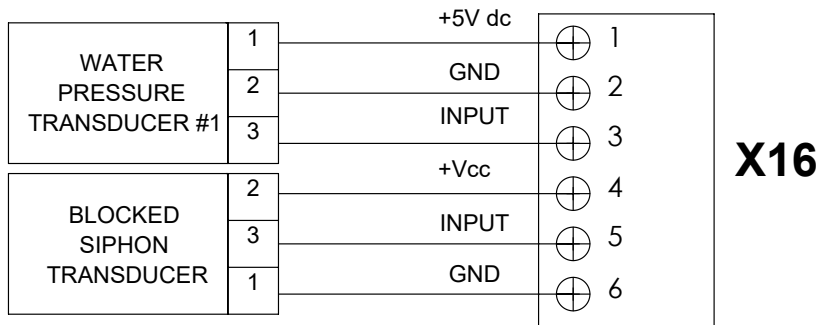 +5V dc
1
1
WATER
PRESSURE
TRANSDUCER #1
GND
2
2
INPUT
3
3
X16
+Vcc
2
4
BLOCKED
SIPHON
TRANSDUCER
INPUT
3
5
GND
1
6